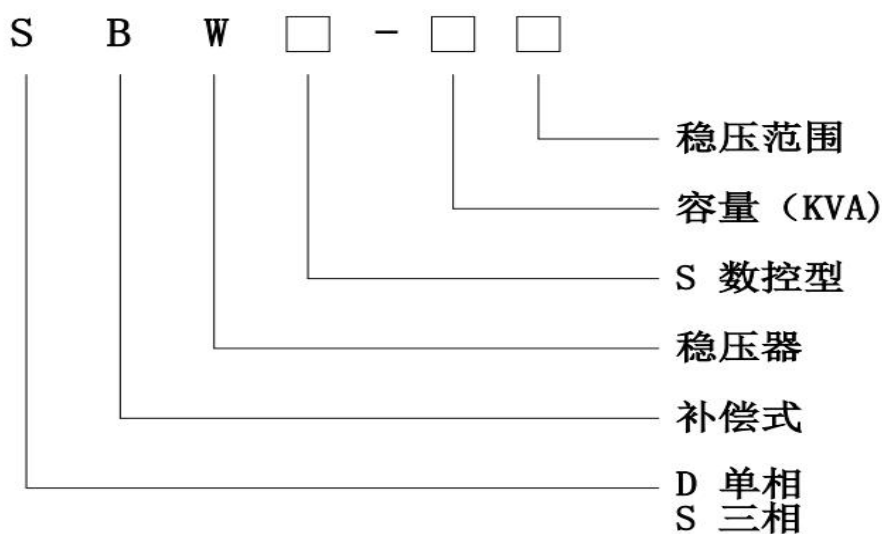 S B W □ - □ □
稳压范围
容量（KVA)
S 数控型
稳压器
补偿式
D 单相
S 三相